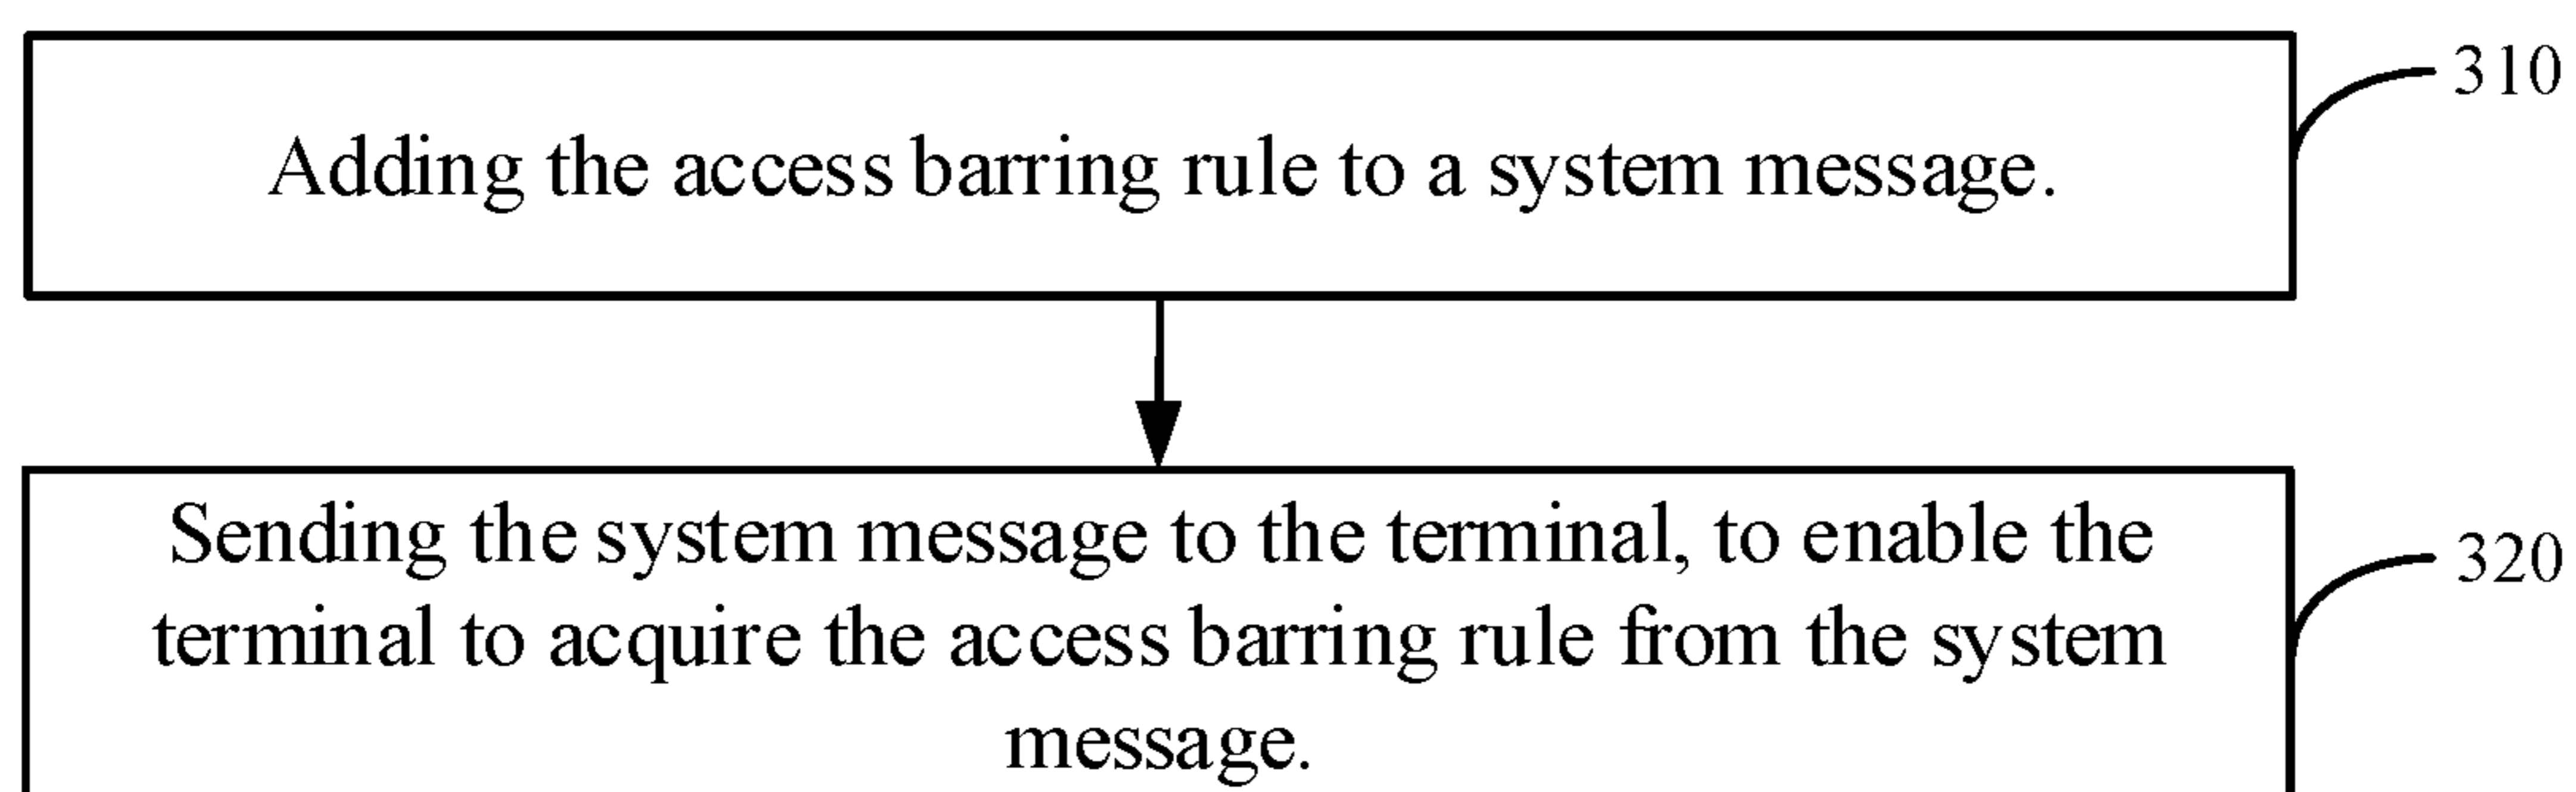 310
Adding the access barring rule to a system message.
Sending the system message to the terminal, to enable the
320
terminal to acquire the access barring rule from the system
message.